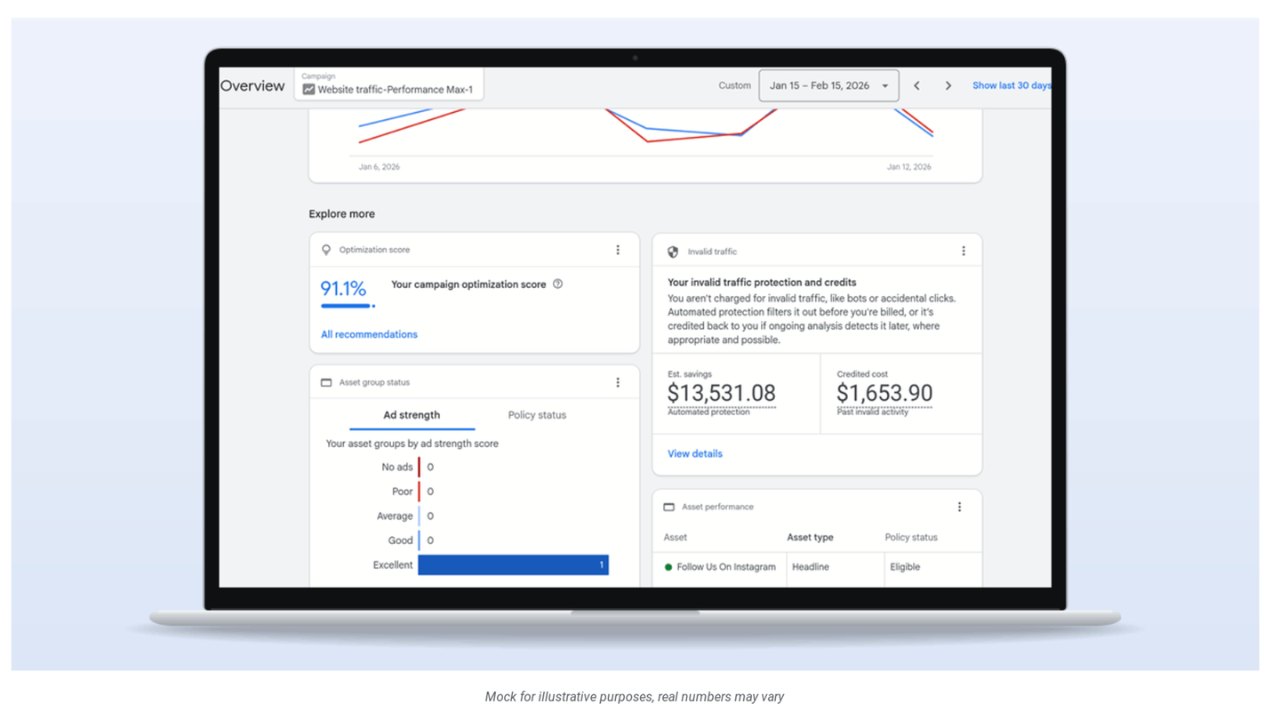 Overview
Campaign
Website traffic-Performance Max-1
Custom
Jan 15 – Feb 15, 2026
Show last 30 days
Jan 6, 2026
Jan 12, 2026
Explore more
Optimization score
91.1%
Your campaign optimization score
All recommendations
Asset group status
Ad strength
Policy status
Your asset groups by ad strength score
No ads 0
Poor 0
Average 0
Good 0
Excellent 1
Invalid traffic
Your invalid traffic protection and credits
You aren't charged for invalid traffic, like bots or accidental clicks.
Automated protection filters it out before you're billed, or it's
credited back to you if ongoing analysis detects it later, where
appropriate and possible.
Est. savings
$13,531.08
Automated protection
Credited cost
$1,653.90
Past invalid activity
View details
Asset performance
Asset Asset type Policy status
Follow Us On Instagram Headline Eligible
Mock for illustrative purposes, real numbers may vary